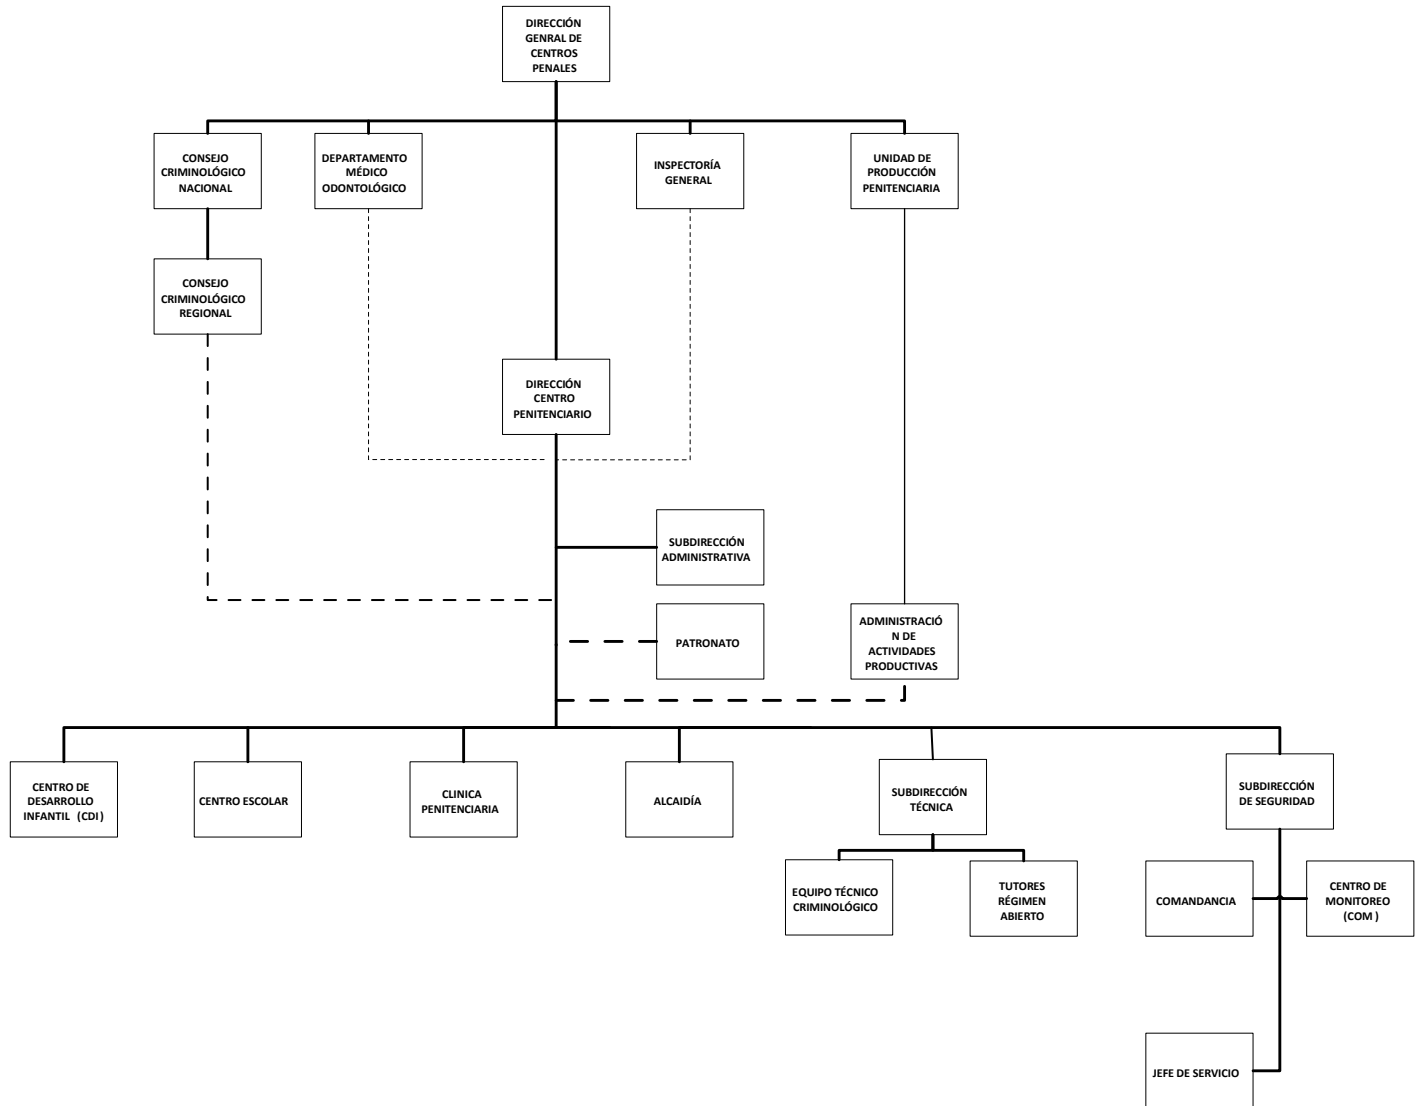 DIRECCIÓN
GENRAL DE
CENTROS
PENALES
CONSEJO
CRIMINOLÓGICO
NACIONAL
DEPARTAMENTO
MÉDICO
ODONTOLÓGICO
INSPECTORÍA
GENERAL
UNIDAD DE
PRODUCCIÓN
PENITENCIARIA
CONSEJO
CRIMINOLÓGICO
REGIONAL
DIRECCIÓN
CENTRO
PENITENCIARIO
SUBDIRECCIÓN
ADMINISTRATIVA
PATRONATO
ADMINISTRACIÓ
N DE
ACTIVIDADES
PRODUCTIVAS
CENTRO DE
DESARROLLO
INFANTIL (CDI)
CENTRO ESCOLAR
CLINICA
PENITENCIARIA
ALCAIDÍA
SUBDIRECCIÓN
TÉCNICA
SUBDIRECCIÓN
DE SEGURIDAD
EQUIPO TÉCNICO
CRIMINOLÓGICO
TUTORES
RÉGIMEN
ABIERTO
COMANDANCIA
CENTRO DE
MONITOREO
(COM )
JEFE DE SERVICIO